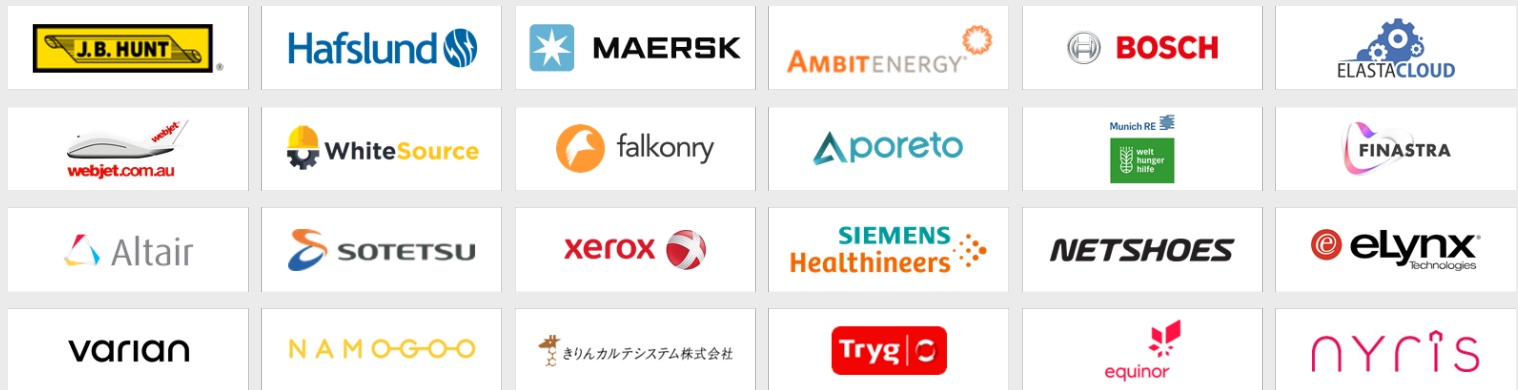 J.B. HUNT ®
Hafslund
MAERSK
AMBITENERGY®
BOSCH
ELASTACLOUD
webjet
webjet.com.au
WhiteSource
falkonry
Aporeto
Munich RE
welt
hunger
hilfe
FINASTRA
Altair
SOTETSU
xerox
SIEMENS
Healthineers
NETSHOES
e eLynx®
Technologies
varian
NAMOGOO
きりんカルテシステム株式会社
Tryg
equinor
nyris